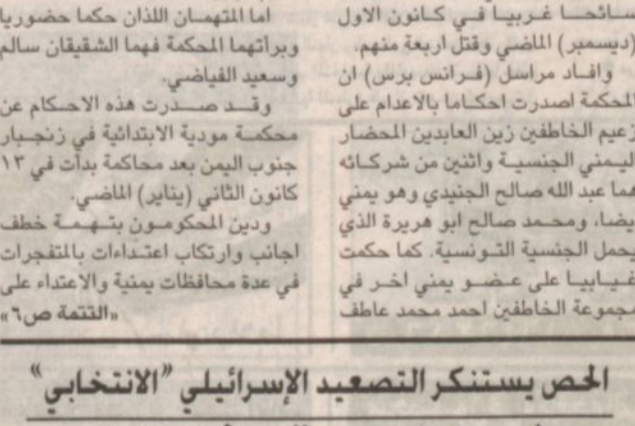 سائحا غربيا في كانون الاول
(ديسمبر) الماضي وقتل اربعة منهم.
وافاد مراسل (فرانس برس) ان
المحكمة اصدرت احكاما بالاعدام على
زعيم الخاطفين زين العابدين المحضار
اليمني الجنسية واثنين من شركائه
هما عبد الله صالح الجنيدي وهو يمني
ايضا، ومحمد صالح ابو هريرة الذي
يحمل الجنسية التونسية. كما حكمت
غيابيا على عضو يمني اخر في
مجموعة الخاطفين احمد محمد عاطف
اما المتهمان اللذان حكما حضوريا
وبرأتهما المحكمة فهما الشقيقان سالم
وسعيد الفياضي.
وقد صدرت هذه الاحكام عن
محكمة مودية الابتدائية في زنجبار
جنوب اليمن بعد محاكمة بدأت في ١٣
كانون الثاني (يناير) الماضي.
ودين المحكومون بتهمة خطف
اجانب وارتكاب اعتداءات بالمتفجرات
في عدة محافظات يمنية والاعتداء على
«التتمة ص٦»
الحص يستنكر التصعيد الإسرائيلي "الانتخابي"